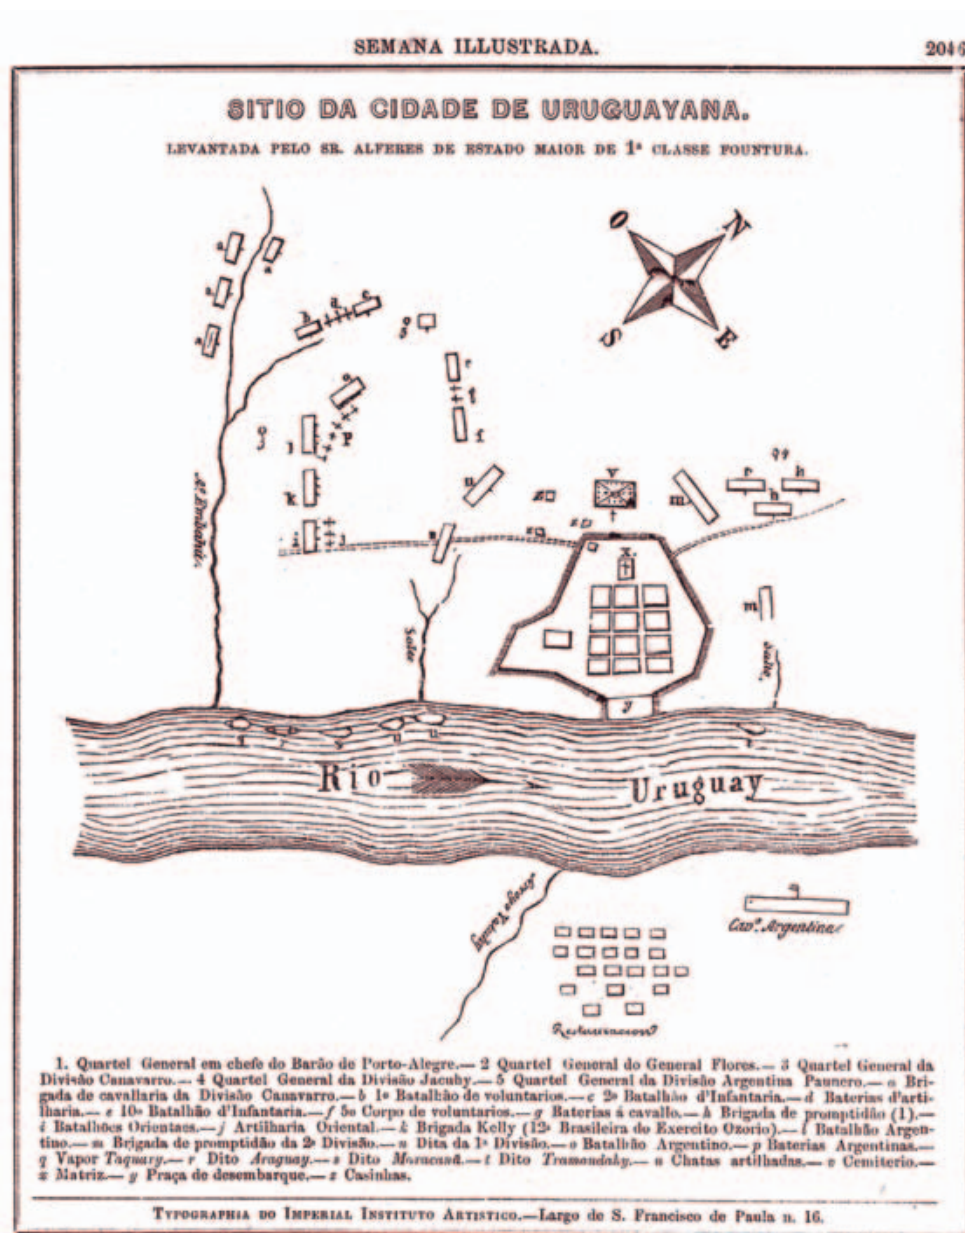 SEMANA ILLUSTRADA. 2046
SITIO DA CIDADE DE URUGUAYANA.
LEVANTADA PELO SR. ALFERES DE ESTADO MAIOR DE 1ª CLASSE FOUNTURA.
O N
S E
V
X.
m
y
Salto
Salto
Rio Uruguay
Cavª. Argentina
Restauracion
1. Quartel General em chefe do Barão de Porto-Alegre.— 2 Quartel General do General Flores.— 3 Quartel General da
Divisão Canavarro.— 4 Quartel General da Divisão Jacuhy.— 5 Quartel General da Divisão Argentina Paunero.— a Bri-
gada de cavallaria da Divisão Canavarro.— b 1º Batalhão de voluntarios.— c 2º Batalhão d'Infantaria.— d Baterias d'arti-
lharia.— e 10º Batalhão d'Infantaria.— f 5º Corpo de voluntarios.— g Baterias á cavallo.— h Brigada de promptidão (1).—
i Batalhões Orientaes.— j Artilharia Oriental.— k Brigada Kelly (12ª Brasileira do Exercito Ozorio).— l Batalhão Argen-
tino.— m Brigada de promptidão da 2ª Divisão.— n Dita da 1ª Divisão.— o Batalhão Argentino.— p Baterias Argentinas.—
q Vapor Taquary.— r Dito Araguay.— s Dito Maracanã.— t Dito Tramandahy.— u Chatas artilhadas.— v Cemiterio.—
x Matriz.— y Praça de desembarque.— z Casinhas.
TYPOGRAPHIA DO IMPERIAL INSTITUTO ARTISTICO.—Largo de S. Francisco de Paula n. 16.